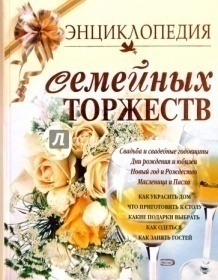 ЭНЦИКЛОПЕДИЯ
семейных
ТОРЖЕСТВ
Свадьба и свадебные годовщины
Дни рождения и юбилеи
Новый год и Рождество
Масленица и Пасха
КАК УКРАСИТЬ ДОМ
ЧТО ПРИГОТОВИТЬ К СТОЛУ
КАКИЕ ПОДАРКИ ВЫБРАТЬ
КАК ОДЕТЬСЯ
КАК ЗАНЯТЬ ГОСТЕЙ